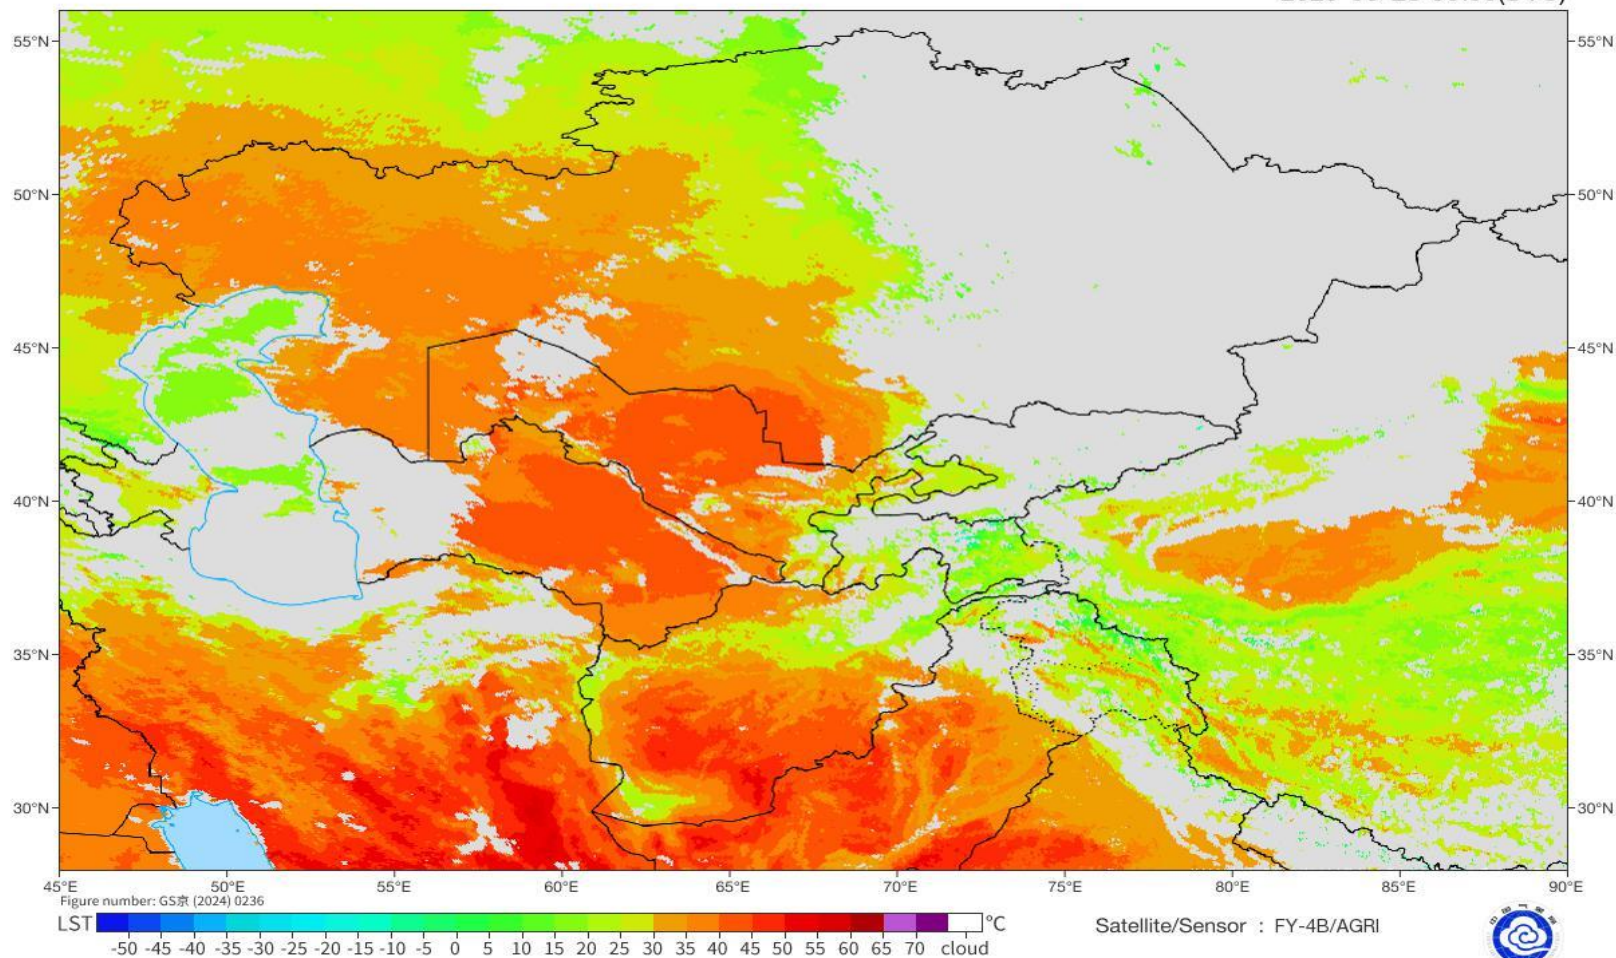 55°N 55°N
50°N 50°N
45°N 45°N
40°N 40°N
35°N 35°N
30°N 30°N
45°E 50°E 55°E 60°E 65°E 70°E 75°E 80°E 85°E 90°E
Figure number: GS京 (2024) 0236
LST °C
-50 -45 -40 -35 -30 -25 -20 -15 -10 -5 0 5 10 15 20 25 30 35 40 45 50 55 60 65 70 cloud
Satellite/Sensor : FY-4B/AGRI